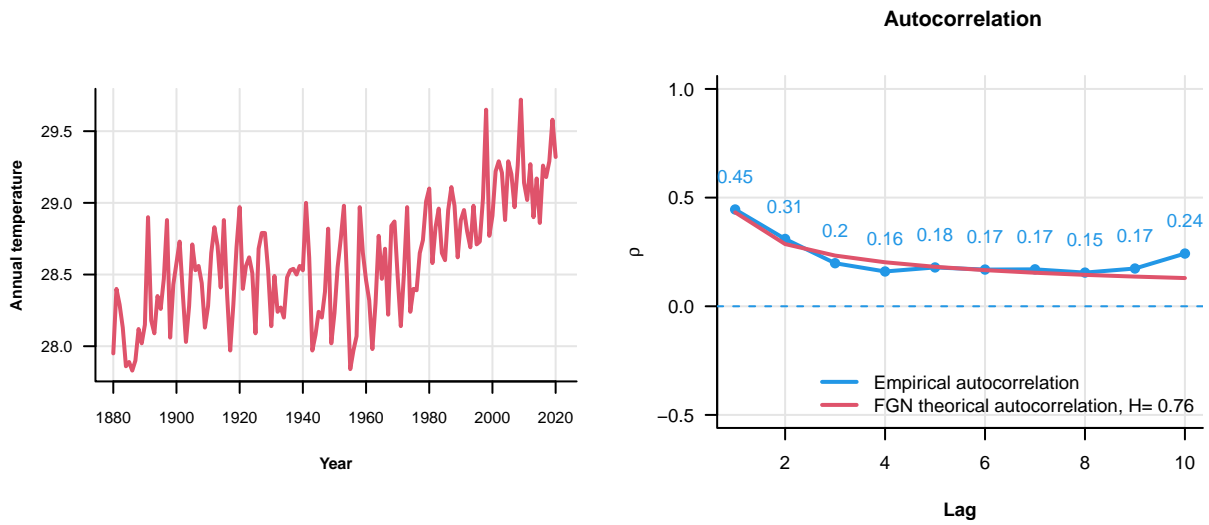 Annual temperature
29.5
29.0
28.5
28.0
1880 1900 1920 1940 1960 1980 2000 2020
Year
Autocorrelation
ρ
1.0
0.5
0.0
−0.5
0.45
0.31
0.2
0.16
0.18
0.17
0.17
0.15
0.17
0.24
Empirical autocorrelation
FGN theorical autocorrelation, H= 0.76
2 4 6 8 10
Lag